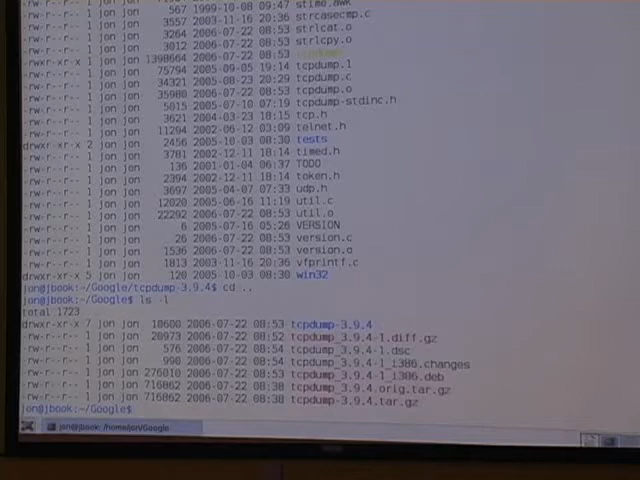 567 1999-10-08 09:47 stime.awk
-rw-r--r-- 1 jon jon 3557 2003-11-16 20:36 strcasecmp.c
-rw-r--r-- 1 jon jon 3264 2006-07-22 08:53 strlcat.o
-rw-r--r-- 1 jon jon 3012 2006-07-22 08:53 strlcpy.o
-rwxr-xr-x 1 jon jon 1398664 2006-07-22 08:53
-rw-r--r-- 1 jon jon 75794 2005-09-05 19:14 tcpdump.1
-rw-r--r-- 1 jon jon 34321 2005-08-23 20:29 tcpdump.c
-rw-r--r-- 1 jon jon 35980 2006-07-22 08:53 tcpdump.o
-rw-r--r-- 1 jon jon 5015 2005-07-10 07:19 tcpdump-stdinc.h
-rw-r--r-- 1 jon jon 3621 2004-03-23 18:15 tcp.h
-rw-r--r-- 1 jon jon 11294 2002-06-12 03:09 telnet.h
drwxr-xr-x 2 jon jon 2456 2005-10-03 08:30 tests
-rw-r--r-- 1 jon jon 3781 2002-12-11 18:14 timed.h
-rw-r--r-- 1 jon jon 136 2001-01-04 06:37 TODO
-rw-r--r-- 1 jon jon 2394 2002-12-11 18:14 token.h
-rw-r--r-- 1 jon jon 3697 2005-04-07 07:33 udp.h
-rw-r--r-- 1 jon jon 12020 2005-06-16 11:19 util.c
-rw-r--r-- 1 jon jon 22292 2006-07-22 08:53 util.o
-rw-r--r-- 1 jon jon 6 2005-07-16 05:26 VERSION
-rw-r--r-- 1 jon jon 26 2006-07-22 08:53 version.c
-rw-r--r-- 1 jon jon 1536 2006-07-22 08:53 version.o
-rw-r--r-- 1 jon jon 1813 2003-11-16 20:36 vfprintf.c
drwxr-xr-x 5 jon jon 120 2005-10-03 08:30 win32
jon@jbook:~/Google/tcpdump-3.9.4$ cd ..
jon@jbook:~/Google$ ls -l
total 1723
drwxr-xr-x 7 jon jon 10600 2006-07-22 08:53 tcpdump-3.9.4
-rw-r--r-- 1 jon jon 20973 2006-07-22 08:52 tcpdump_3.9.4-1.diff.gz
-rw-r--r-- 1 jon jon 576 2006-07-22 08:54 tcpdump_3.9.4-1.dsc
-rw-r--r-- 1 jon jon 990 2006-07-22 08:54 tcpdump_3.9.4-1_i386.changes
-rw-r--r-- 1 jon jon 276010 2006-07-22 08:53 tcpdump_3.9.4-1_i386.deb
-rw-r--r-- 1 jon jon 716862 2006-07-22 08:38 tcpdump_3.9.4.orig.tar.gz
-rw-r--r-- 1 jon jon 716862 2006-07-22 08:38 tcpdump-3.9.4.tar.gz
jon@jbook:~/Google$
jon@jbook: /home/jon/Google